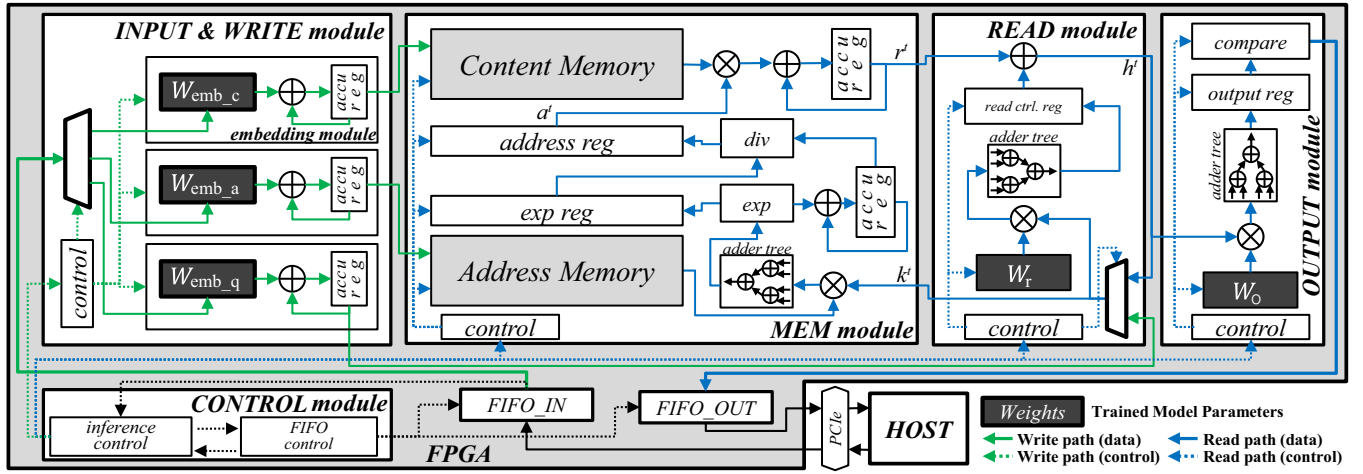 INPUT & WRITE module
W_emb_c
accu reg
embedding module
W_emb_a
accu reg
control
W_emb_q
accu reg
Content Memory
accu reg
r^t
a^t
address reg
div
accu reg
exp reg
exp
adder tree
Address Memory
k^t
control
MEM module
READ module
h^t
read ctrl. reg
adder tree
W_r
control
compare
output reg
adder tree
W_O
control
OUTPUT module
CONTROL module
inference control
FIFO control
FIFO_IN
FIFO_OUT
FPGA
PCIe
HOST
Weights
Trained Model Parameters
Write path (data)
Read path (data)
Write path (control)
Read path (control)